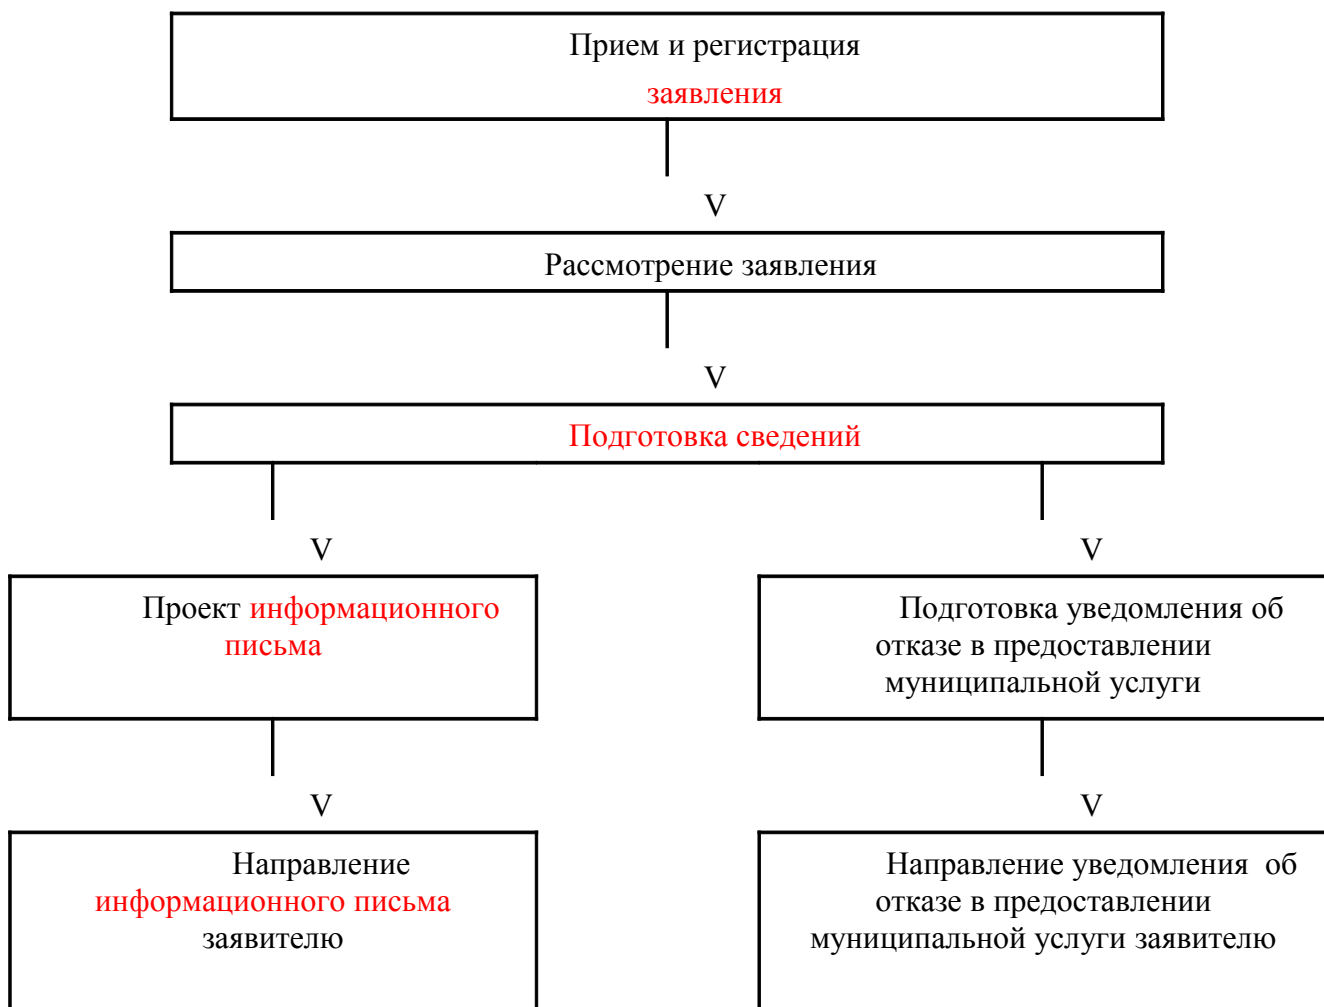 Прием и регистрация
заявления
V
Рассмотрение заявления
V
Подготовка сведений
V
V
Проект информационного
письма
Подготовка уведомления об
отказе в предоставлении
муниципальной услуги
V
V
Направление
информационного письма
заявителю
Направление уведомления об
отказе в предоставлении
муниципальной услуги заявителю